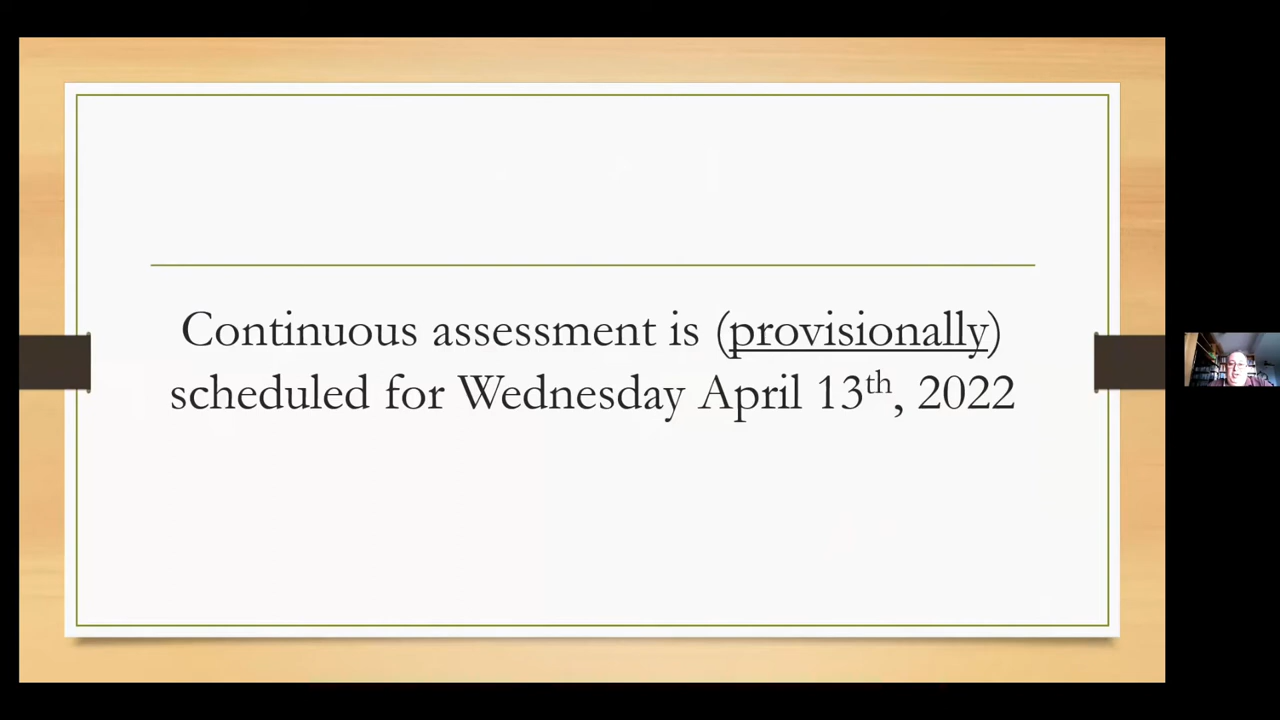 Continuous assessment is (provisionally)
scheduled for Wednesday April 13th, 2022